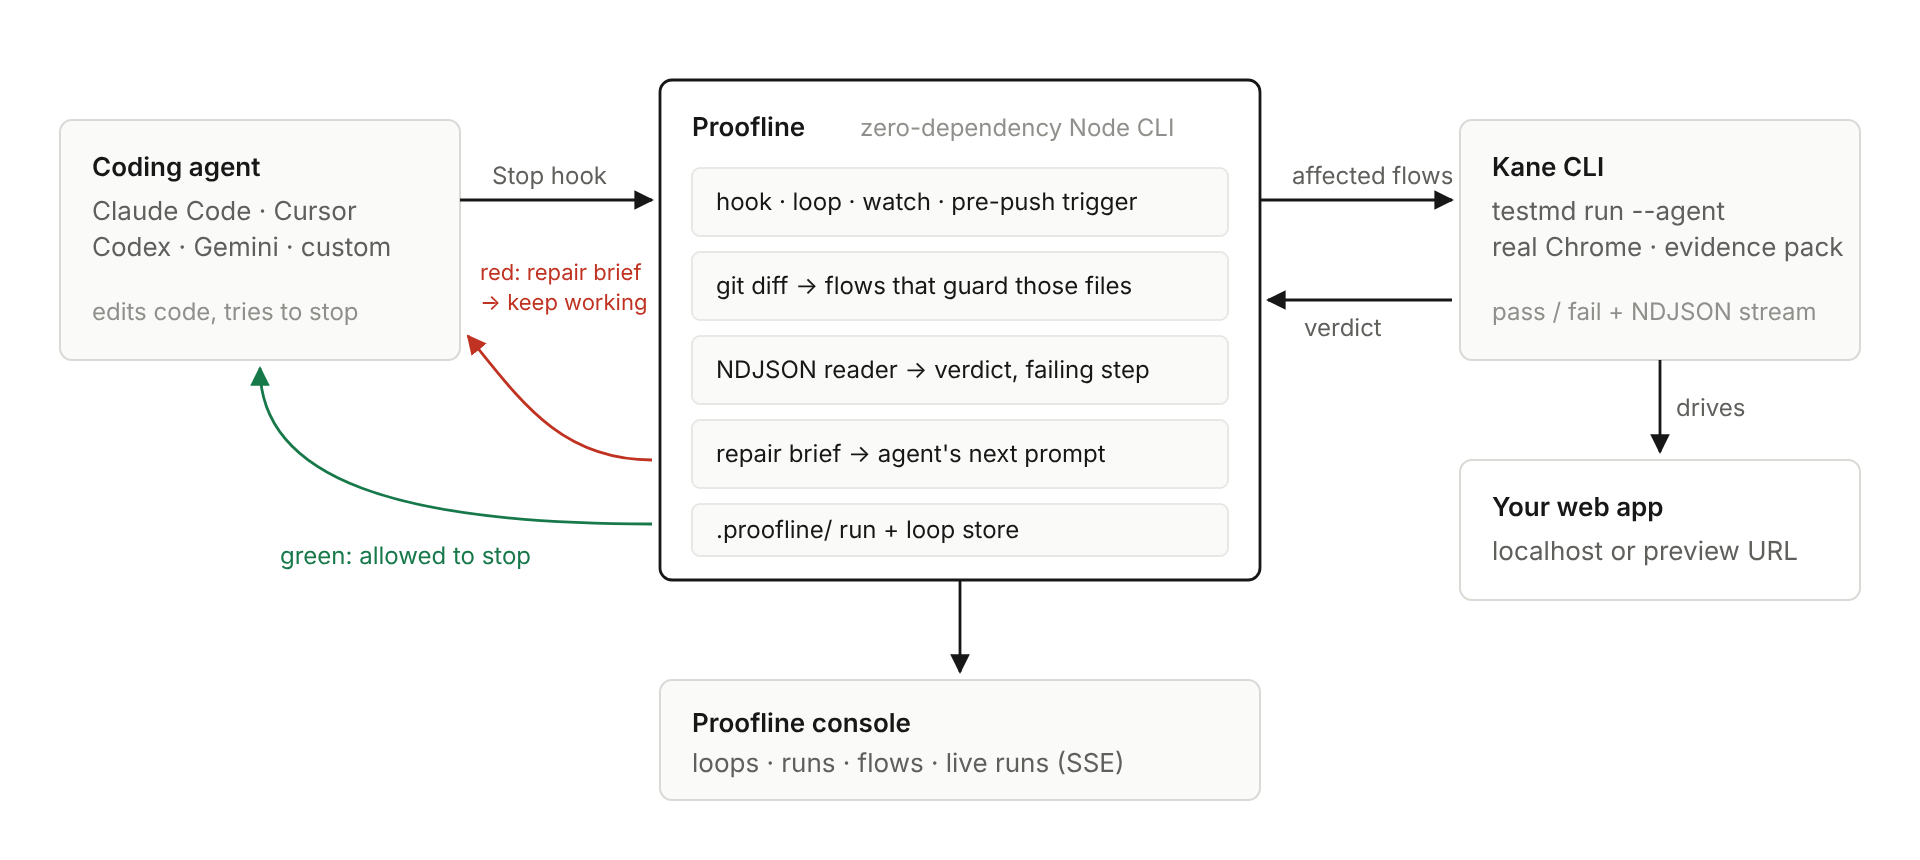 Coding agent
Claude Code · Cursor
Codex · Gemini · custom
edits code, tries to stop
Stop hook
red: repair brief
→ keep working
green: allowed to stop
Proofline zero-dependency Node CLI
hook · loop · watch · pre-push trigger
git diff → flows that guard those files
NDJSON reader → verdict, failing step
repair brief → agent's next prompt
.proofline/ run + loop store
affected flows
verdict
Kane CLI
testmd run --agent
real Chrome · evidence pack
pass / fail + NDJSON stream
drives
Your web app
localhost or preview URL
Proofline console
loops · runs · flows · live runs (SSE)